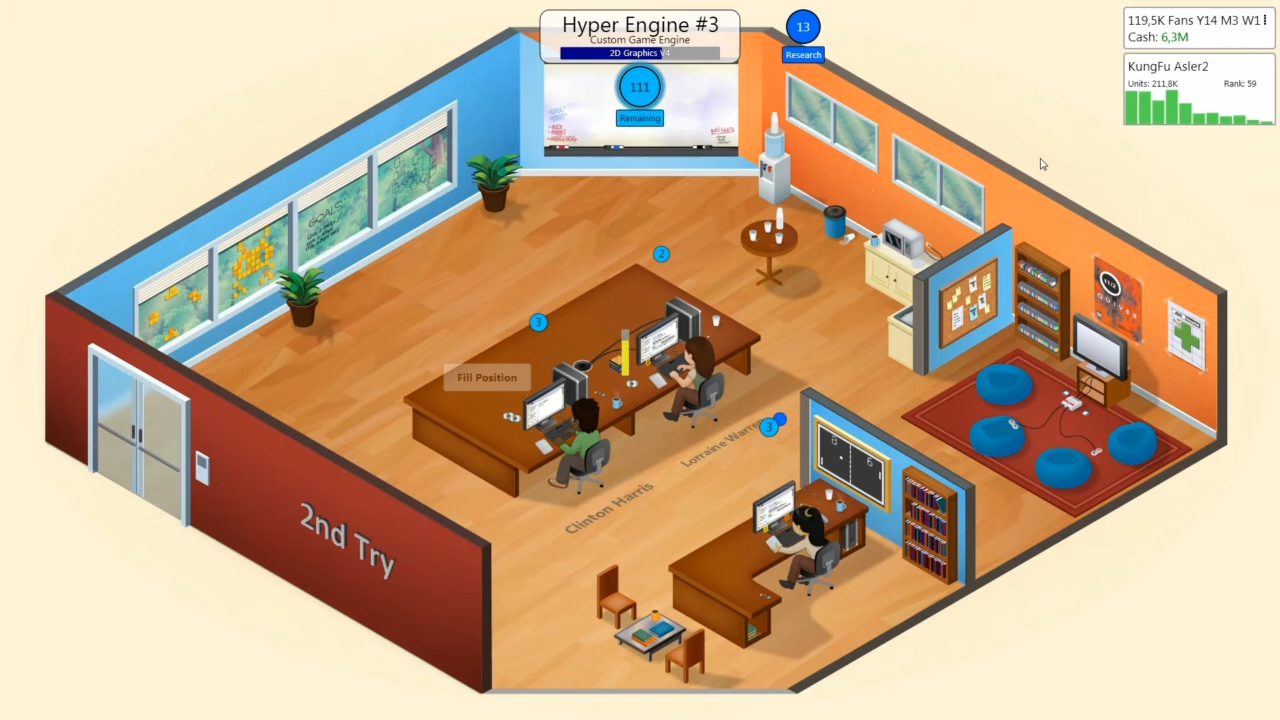 Hyper Engine #3
Custom Game Engine
2D Graphics V4
111
Remaining
13
Research
119,5K Fans Y14 M3 W1
Cash: 6,3M
KungFu Asler2
Units: 211,8K Rank: 59
GOALS
2
3
Fill Position
3
Lorraine Warre
Clinton Harris
2nd Try